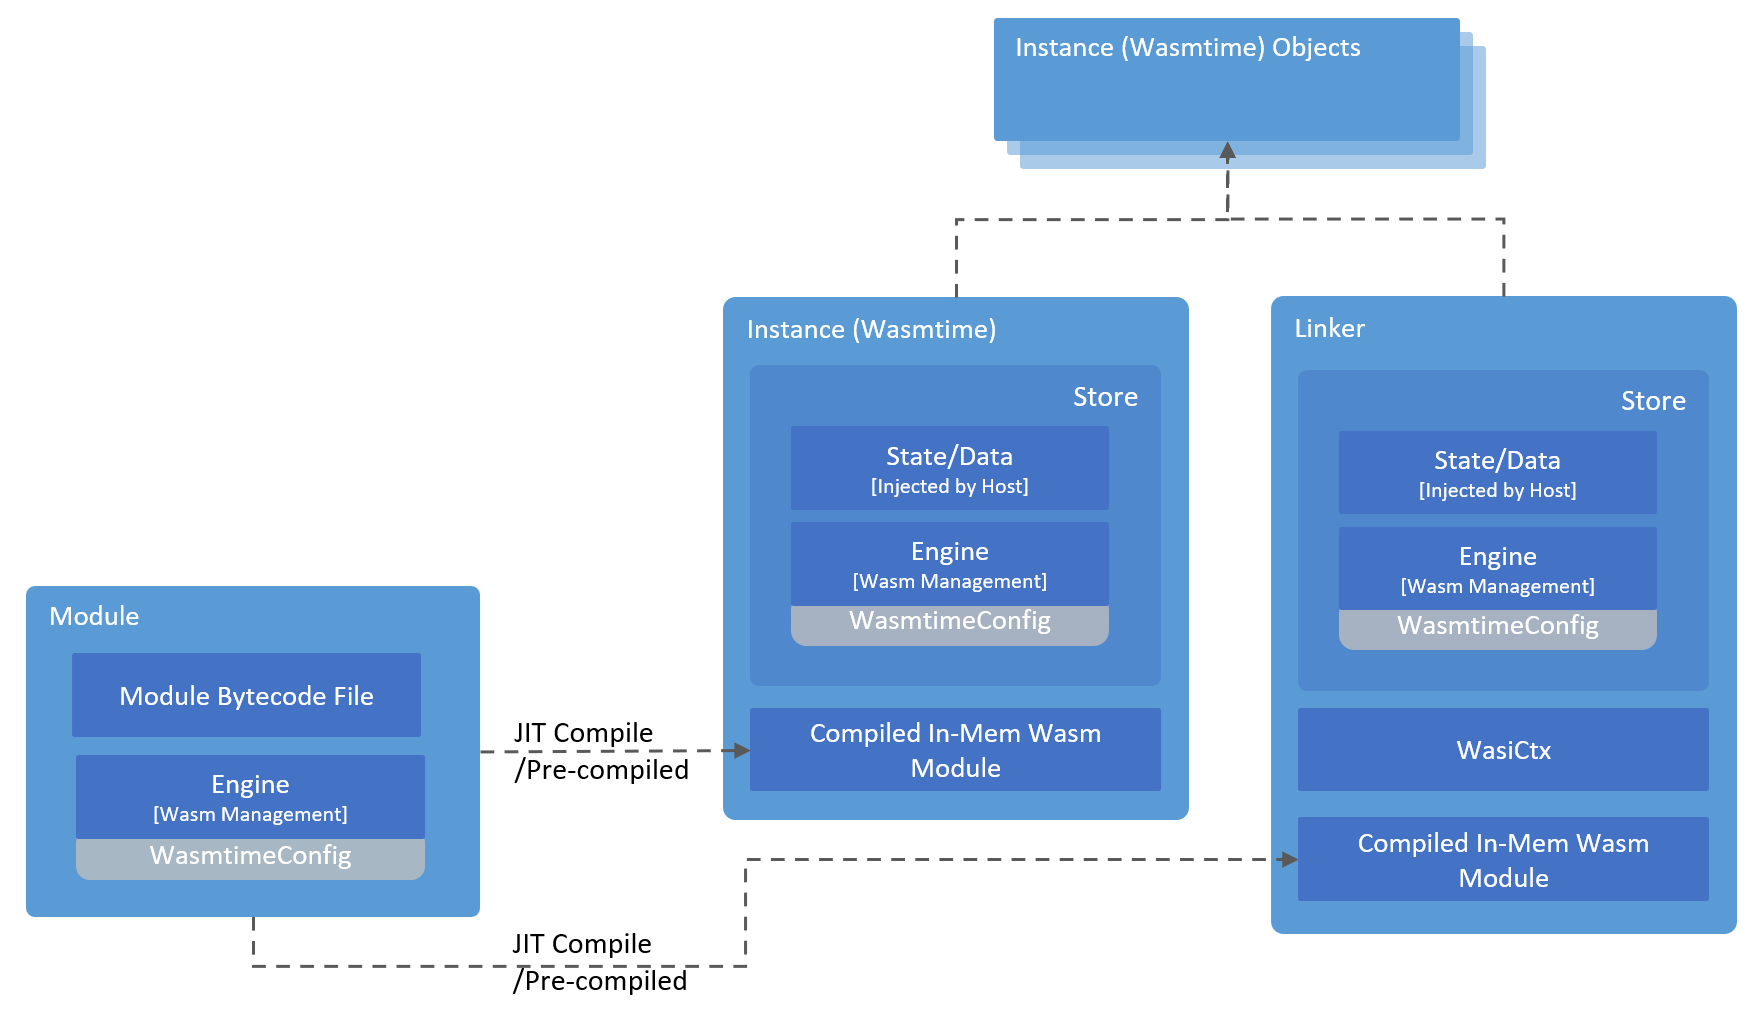 Instance (Wasmtime) Objects
Instance (Wasmtime)
Store
State/Data
[Injected by Host]
Engine
[Wasm Management]
WasmtimeConfig
Compiled In-Mem Wasm
Module
Linker
Store
State/Data
[Injected by Host]
Engine
[Wasm Management]
WasmtimeConfig
WasiCtx
Compiled In-Mem Wasm
Module
Module
Module Bytecode File
Engine
[Wasm Management]
WasmtimeConfig
JIT Compile
/Pre-compiled
JIT Compile
/Pre-compiled